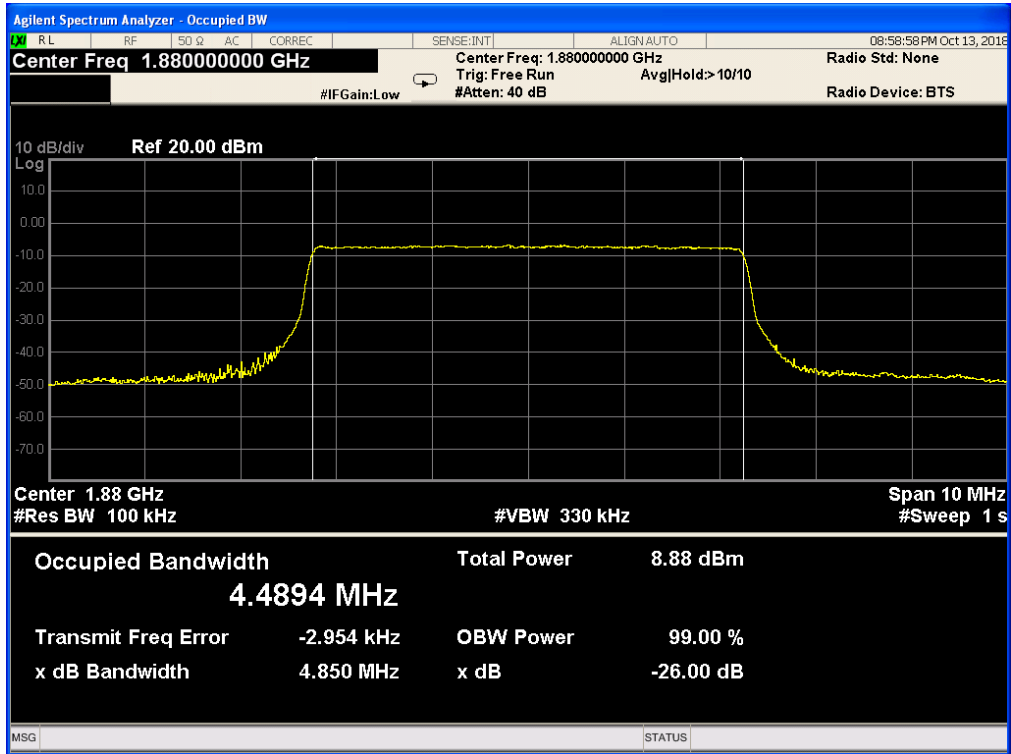 Agilent Spectrum Analyzer - Occupied BW
LXI RL RF 50 Ω AC CORREC SENSE:INT ALIGN AUTO 08:58:58 PM Oct 13, 2018
Center Freq 1.880000000 GHz Center Freq: 1.880000000 GHz Radio Std: None
Trig: Free Run Avg|Hold:>10/10
#IFGain:Low #Atten: 40 dB Radio Device: BTS
10 dB/div Ref 20.00 dBm
Log
10.0
0.00
-10.0
-20.0
-30.0
-40.0
-50.0
-60.0
-70.0
Center 1.88 GHz Span 10 MHz
#Res BW 100 kHz #VBW 330 kHz #Sweep 1 s
Occupied Bandwidth Total Power 8.88 dBm
4.4894 MHz
Transmit Freq Error -2.954 kHz OBW Power 99.00 %
x dB Bandwidth 4.850 MHz x dB -26.00 dB
MSG STATUS